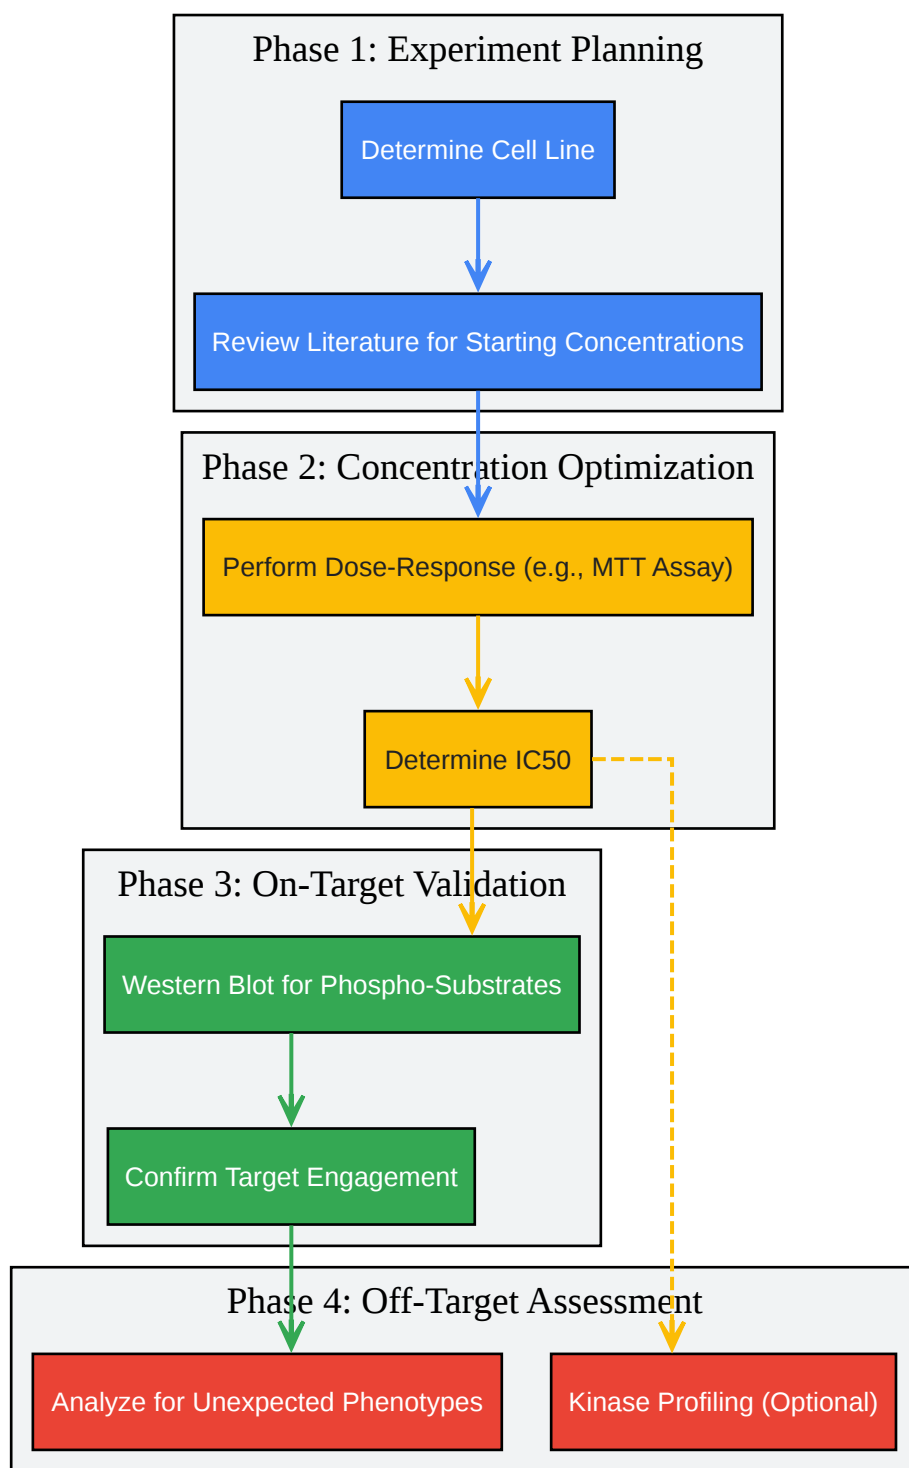 Phase 1: Experiment Planning
Determine Cell Line
Review Literature for Starting Concentrations
Phase 2: Concentration Optimization
Perform Dose-Response (e.g., MTT Assay)
Determine IC50
Phase 3: On-Target Validation
Western Blot for Phospho-Substrates
Confirm Target Engagement
Phase 4: Off-Target Assessment
Analyze for Unexpected Phenotypes
Kinase Profiling (Optional)